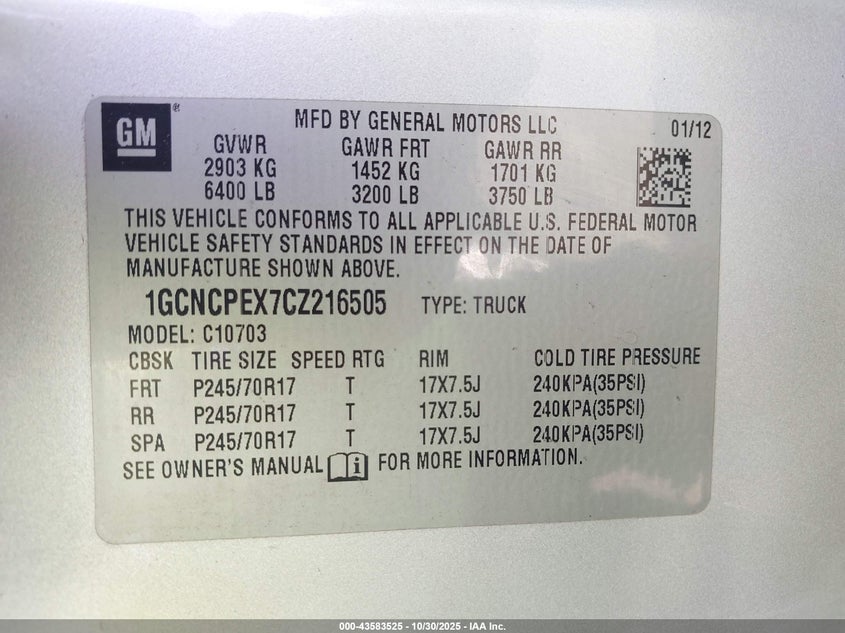 GM ®
MFD BY GENERAL MOTORS LLC 01/12
GVWR GAWR FRT GAWR RR
2903 KG 1452 KG 1701 KG
6400 LB 3200 LB 3750 LB
THIS VEHICLE CONFORMS TO ALL APPLICABLE U.S. FEDERAL MOTOR
VEHICLE SAFETY STANDARDS IN EFFECT ON THE DATE OF
MANUFACTURE SHOWN ABOVE.
1GCNCPEX7CZ216505 TYPE: TRUCK
MODEL: C10703
CBSK TIRE SIZE SPEED RTG RIM COLD TIRE PRESSURE
FRT P245/70R17 T 17X7.5J 240KPA(35PSI)
RR P245/70R17 T 17X7.5J 240KPA(35PSI)
SPA P245/70R17 T 17X7.5J 240KPA(35PSI)
SEE OWNER'S MANUAL i FOR MORE INFORMATION.
000-43583525 - 10/30/2025 - IAA Inc.